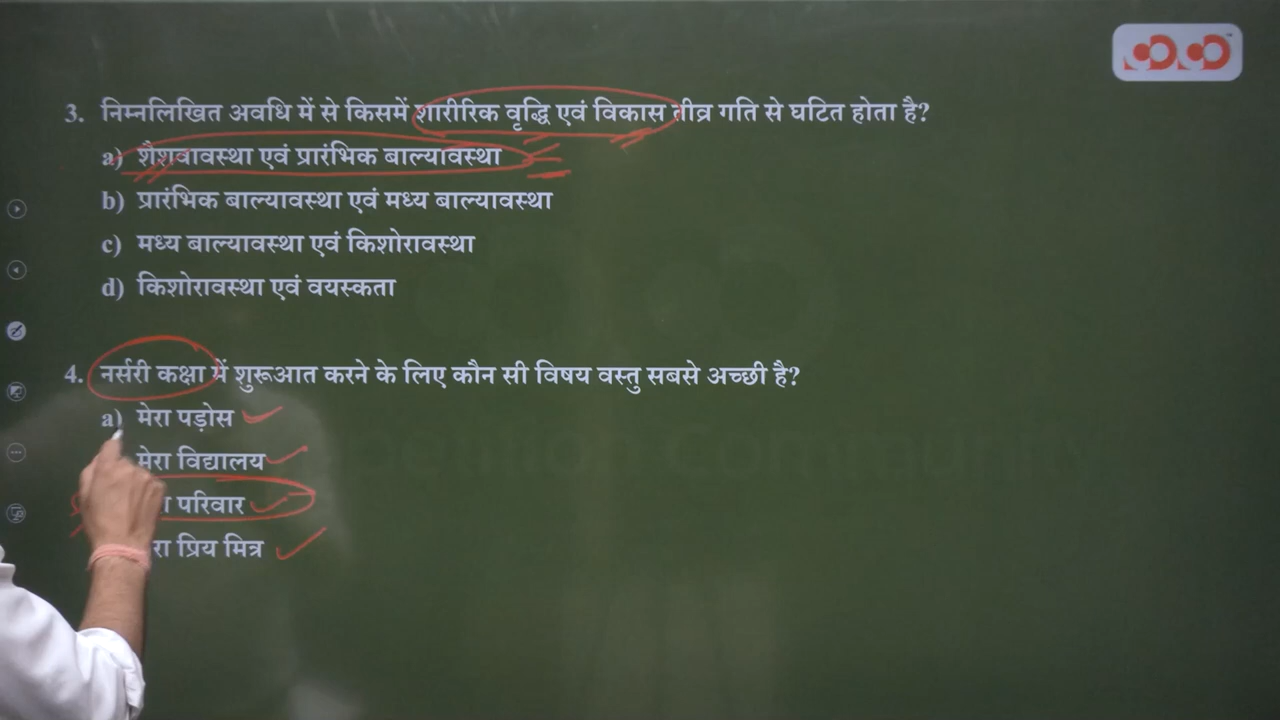 3. निम्नलिखित अवधि में से किसमें शारीरिक वृद्धि एवं विकास तीव्र गति से घटित होता है?
a) शैशवावस्था एवं प्रारंभिक बाल्यावस्था
b) प्रारंभिक बाल्यावस्था एवं मध्य बाल्यावस्था
c) मध्य बाल्यावस्था एवं किशोरावस्था
d) किशोरावस्था एवं वयस्कता
4. नर्सरी कक्षा में शुरूआत करने के लिए कौन सी विषय वस्तु सबसे अच्छी है?
a) मेरा पड़ोस
मेरा विद्यालय
परिवार
प्रिय मित्र